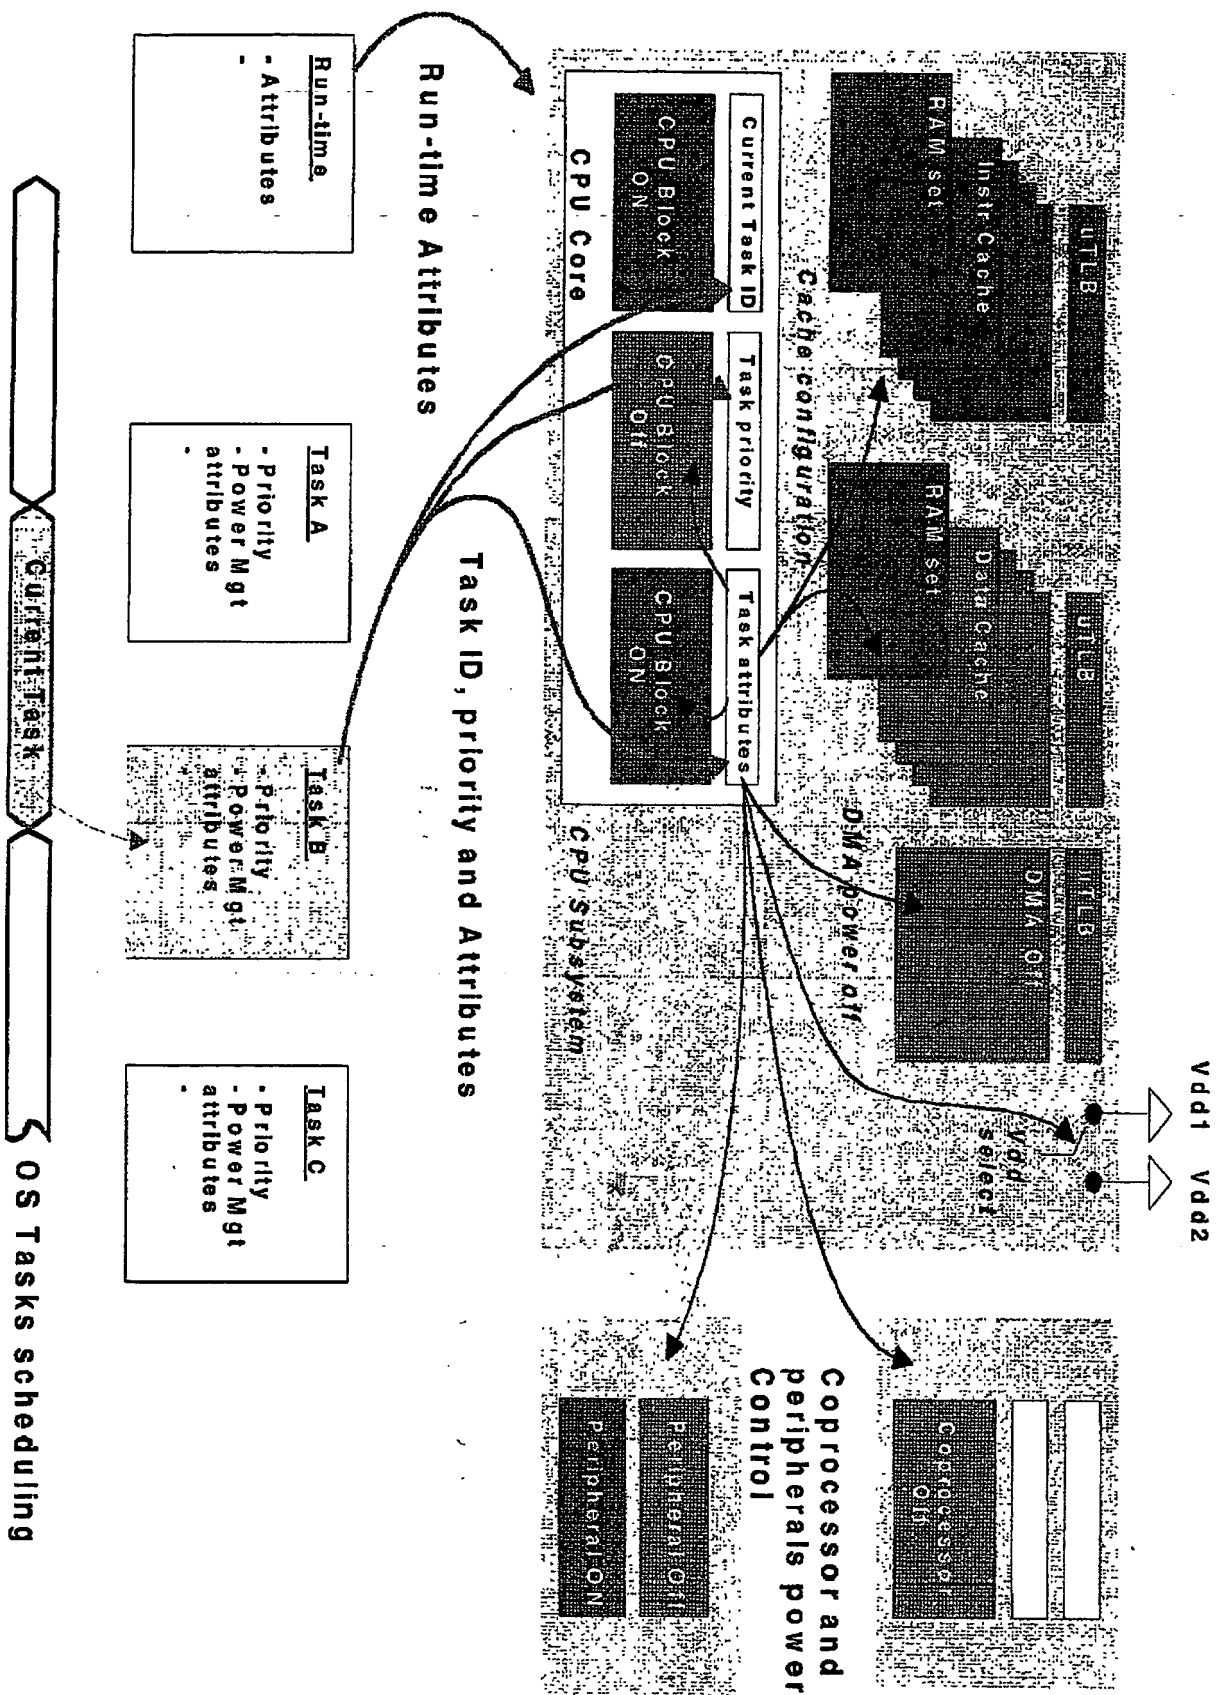 Vdd1
Vdd2
uTLB
Instr Cache
RAM set
uTLB
Data Cache
RAM set
uTLB
DMA Off
Vdd
select
Cache configuration
DMA power off
Current Task ID
Task priority
Task attributes
CPU Block
ON
CPU Block
Off
CPU Block
ON
CPU Core
CPU Subsystem
Coprocessor
Off
Coprocessor and
peripherals power
Control
Peripheral Off
Peripheral ON
Run-time Attributes
Task ID, priority and Attributes
Run-time
- Attributes
-
Task A
- Priority
- Power Mgt
attributes
-
Task B
- Priority
- Power Mgt
attributes
-
Task C
- Priority
- Power Mgt
attributes
-
Current Task
OS Tasks scheduling